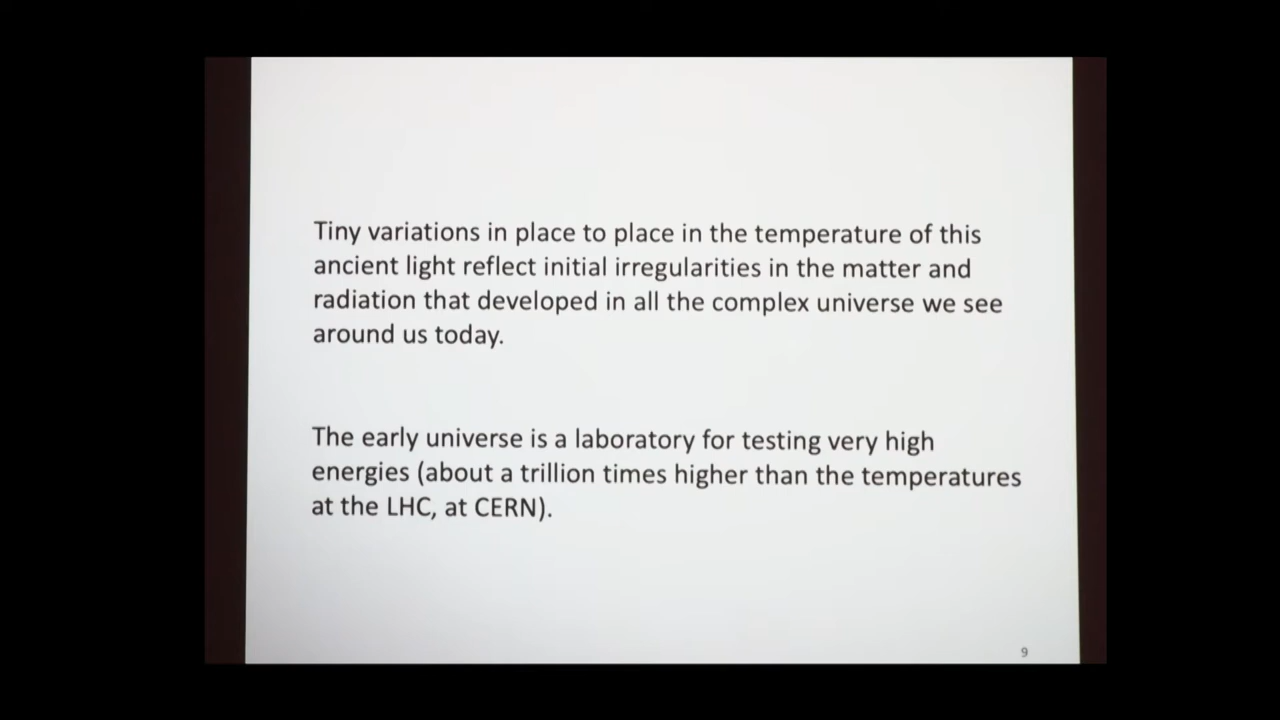 Tiny variations in place to place in the temperature of this
ancient light reflect initial irregularities in the matter and
radiation that developed in all the complex universe we see
around us today.
The early universe is a laboratory for testing very high
energies (about a trillion times higher than the temperatures
at the LHC, at CERN).
9